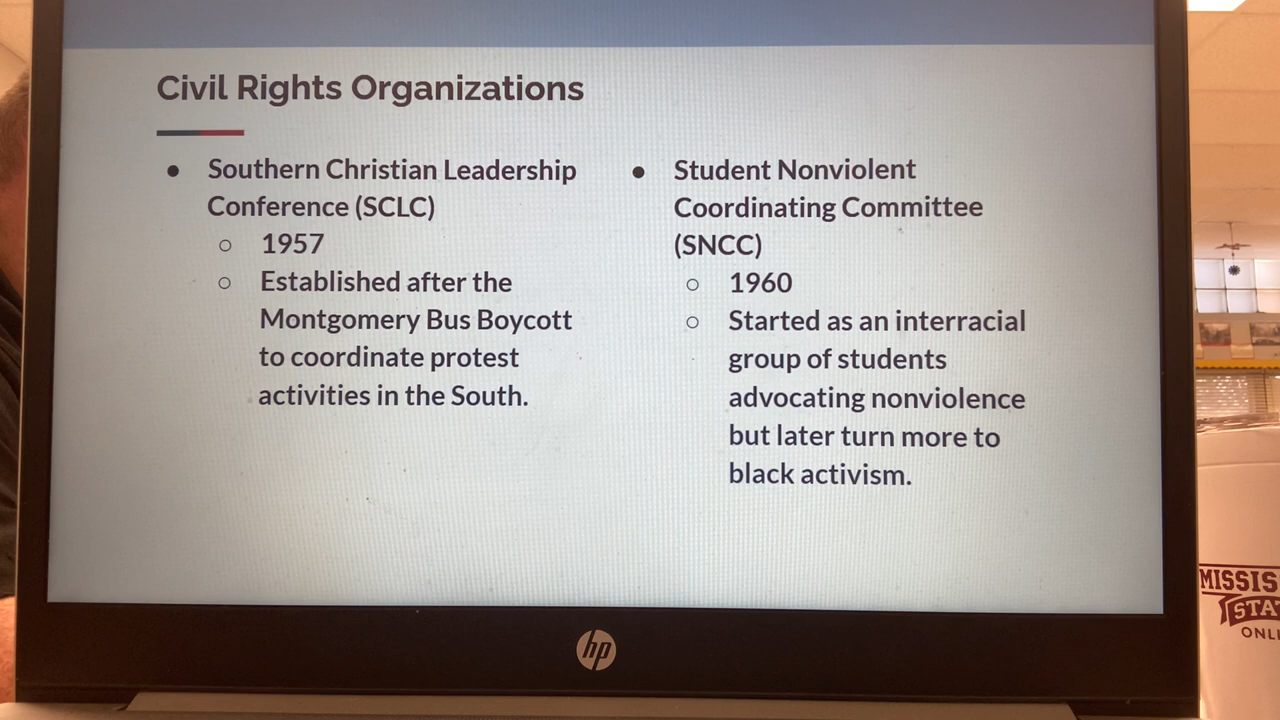 Civil Rights Organizations
● Southern Christian Leadership
Conference (SCLC)
○ 1957
○ Established after the
Montgomery Bus Boycott
to coordinate protest
activities in the South.
● Student Nonviolent
Coordinating Committee
(SNCC)
○ 1960
○ Started as an interracial
group of students
advocating nonviolence
but later turn more to
black activism.
hp
MISSIS
STA
ONL